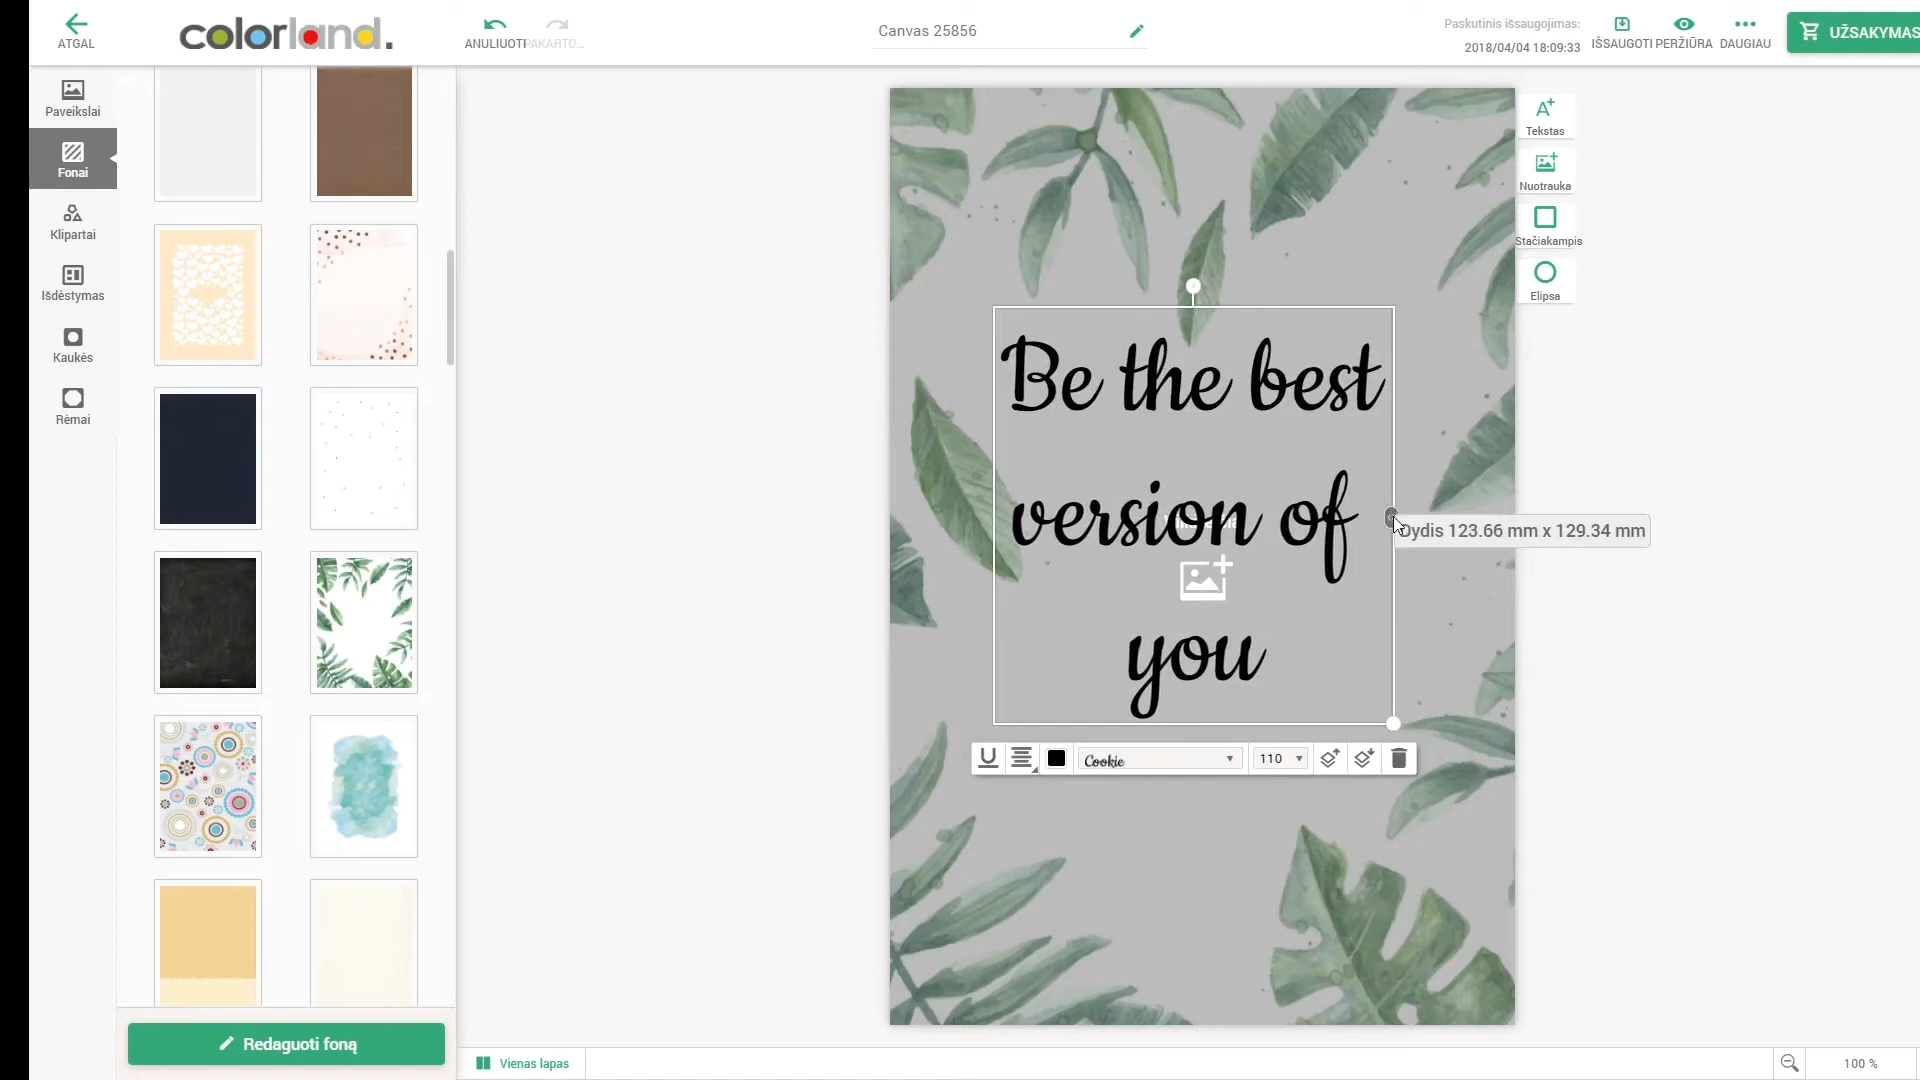 ATGAL
colorland.
ANULIUOTI
PAKARTO...
Canvas 25856
Paskutinis išsaugojimas:
2018/04/04 18:09:33
IŠSAUGOTI
PERŽIŪRA
DAUGIAU
UŽSAKYMAS
Paveikslai
Fonai
Klipartai
Išdėstymas
Kaukės
Rėmai
Tekstas
Nuotrauka
Stačiakampis
Elipsa
Be the best
version of
you
Dydis 123.66 mm x 129.34 mm
Cookie
110
Redaguoti foną
Vienas lapas
100 %